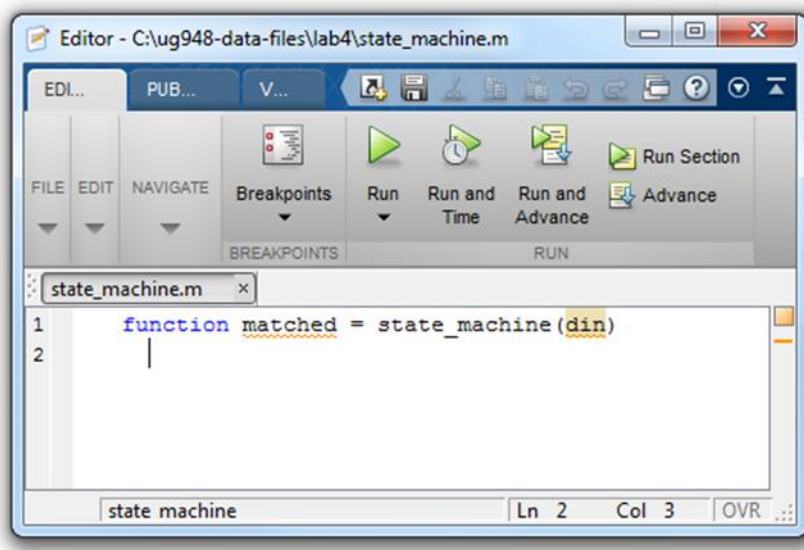 Editor - C:\ug948-data-files\lab4\state_machine.m
EDI... PUB... V...
FILE EDIT NAVIGATE Breakpoints Run Run and Time Run and Advance Run Section
Advance
BREAKPOINTS RUN
state_machine.m ×
1 function matched = state_machine(din)
2
state machine Ln 2 Col 3 OVR